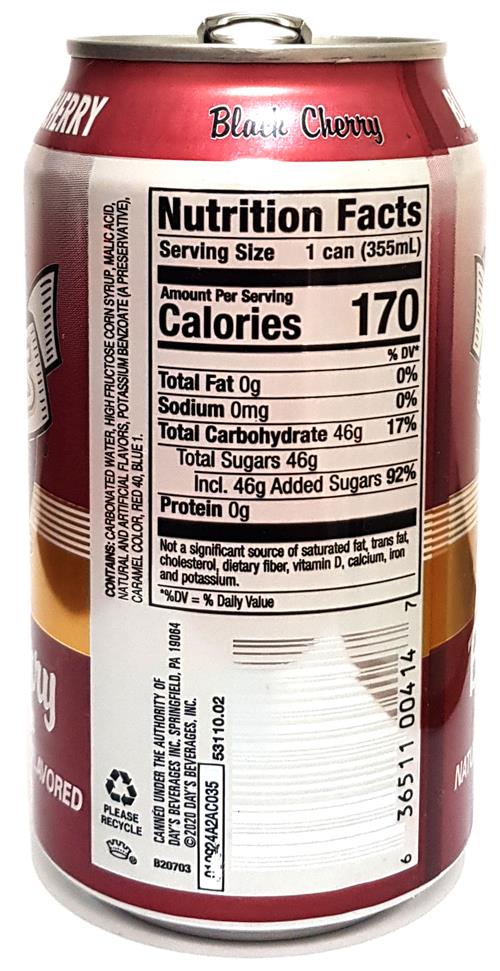 HERRY
Black Cherry
Nutrition Facts
Serving Size 1 can (355mL)
Amount Per Serving
Calories 170
% DV*
Total Fat 0g 0%
Sodium 0mg 0%
Total Carbohydrate 46g 17%
Total Sugars 46g
Incl. 46g Added Sugars 92%
Protein 0g
Not a significant source of saturated fat, trans fat,
cholesterol, dietary fiber, vitamin D, calcium, iron
and potassium.
*%DV = % Daily Value
CONTAINS: CARBONATED WATER, HIGH FRUCTOSE CORN SYRUP, MALIC ACID,
NATURAL AND ARTIFICIAL FLAVORS, POTASSIUM BENZOATE (A PRESERVATIVE),
CARAMEL COLOR, RED 40, BLUE 1.
ry
AVORED
PLEASE
RECYCLE
CANNED UNDER THE AUTHORITY OF
DAY'S BEVERAGES INC. SPRINGFIELD, PA 19064
©2020 DAY'S BEVERAGES, INC.
B20703
53110.02
6 36511 00414 7
NATU